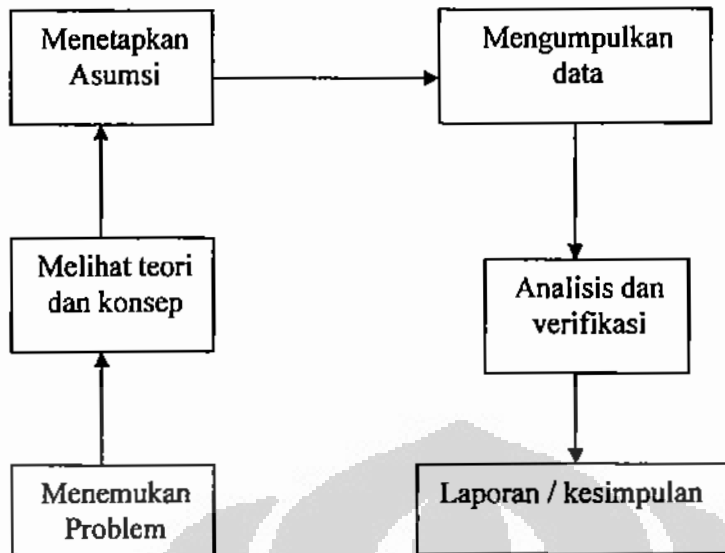 Menetapkan
Asumsi
Mengumpulkan
data
Melihat teori
dan konsep
Analisis dan
verifikasi
Menemukan
Problem
Laporan / kesimpulan